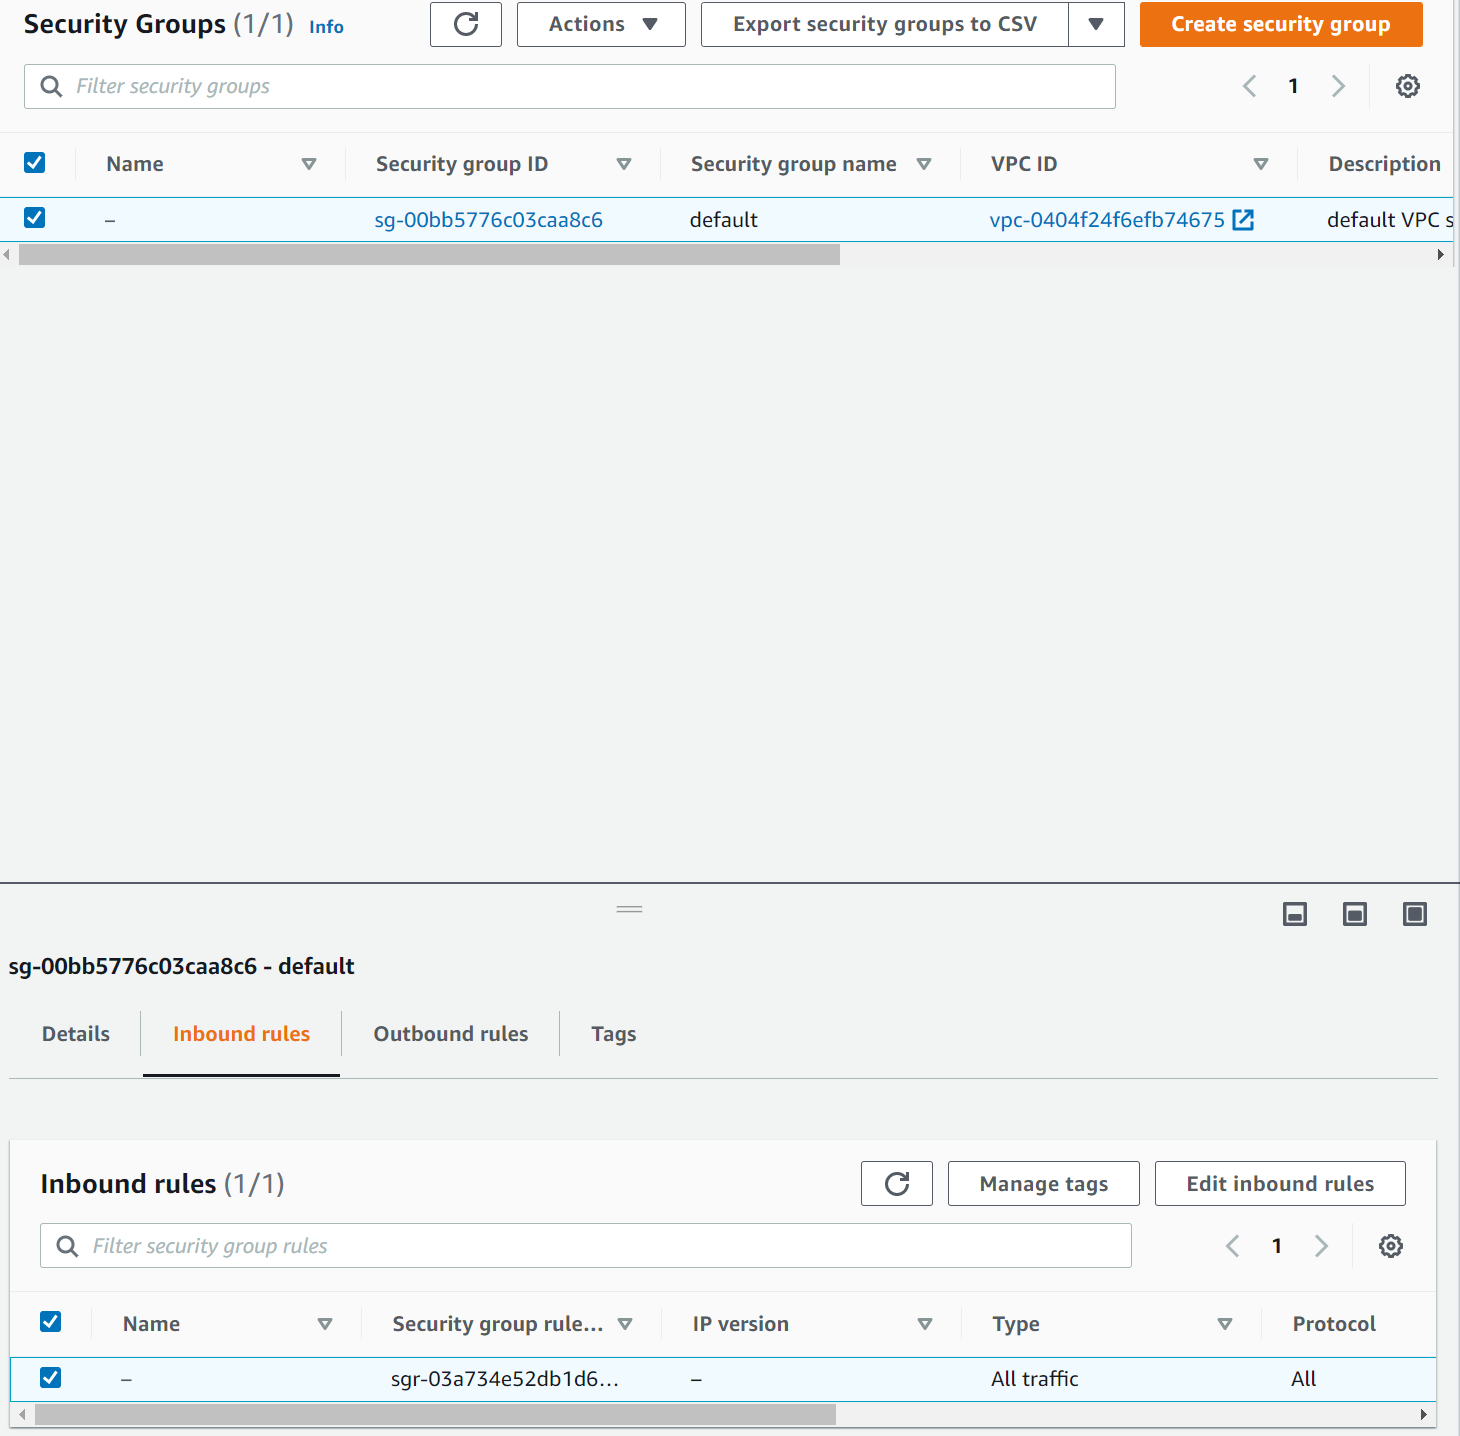 Security Groups (1/1) Info
Actions
Export security groups to CSV
Create security group
Filter security groups
1
Name Security group ID Security group name VPC ID Description
– sg-00bb5776c03caa8c6 default vpc-0404f24f6efb74675 default VPC s
sg-00bb5776c03caa8c6 - default
Details Inbound rules Outbound rules Tags
Inbound rules (1/1)
Manage tags
Edit inbound rules
Filter security group rules
1
Name Security group rule... IP version Type Protocol
– sgr-03a734e52db1d6... – All traffic All